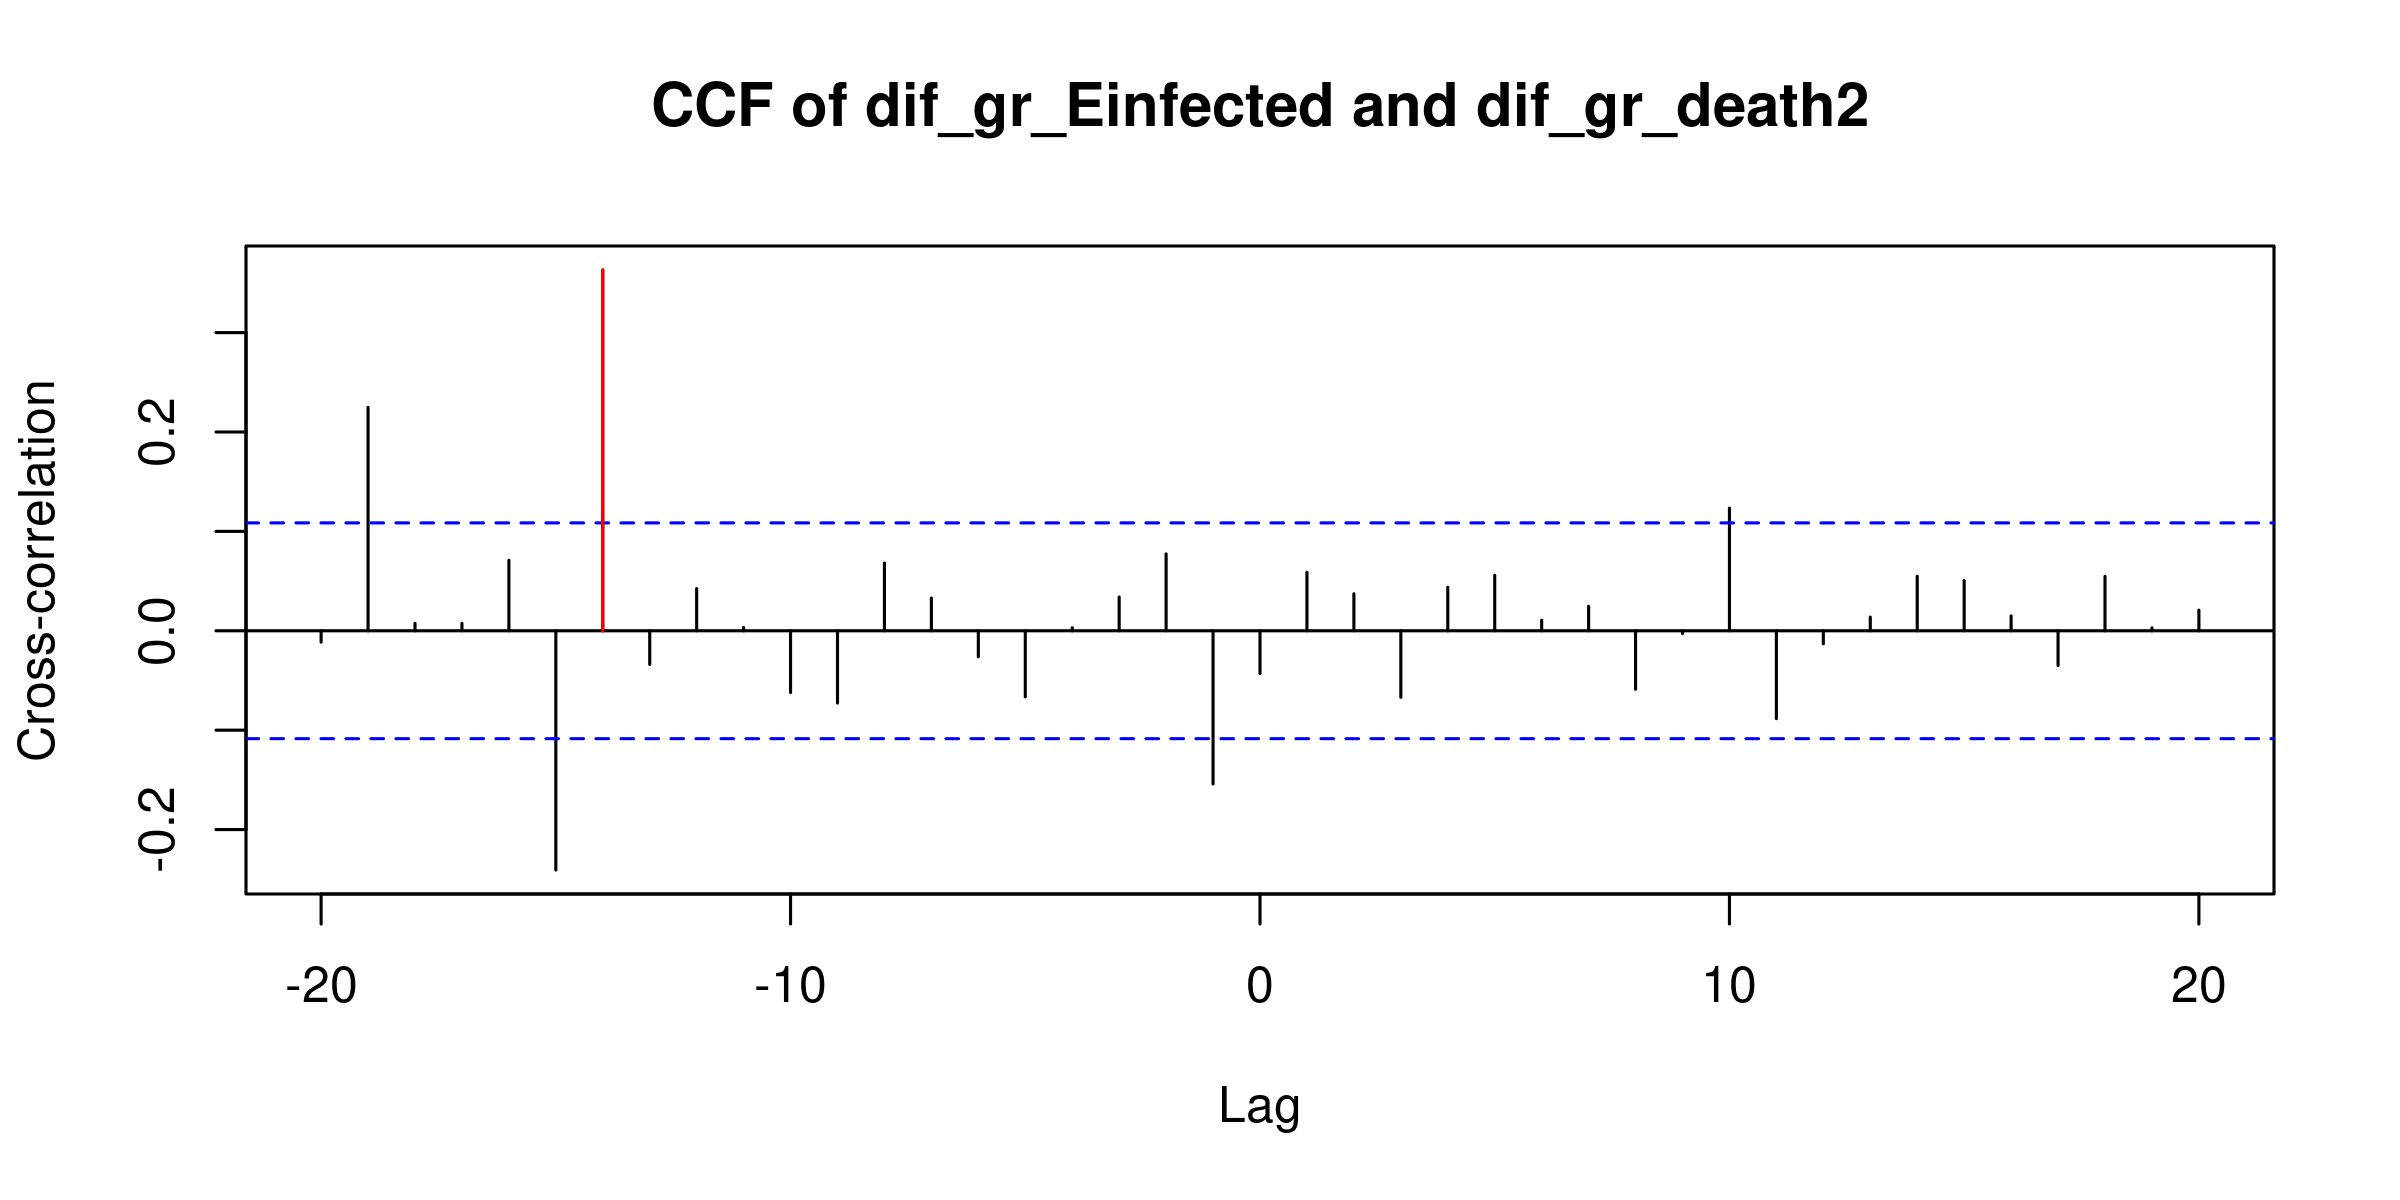 CCF of dif_gr_Einfected and dif_gr_death2
Cross-correlation
0.2
0.0
-0.2
-20 -10 0 10 20
Lag